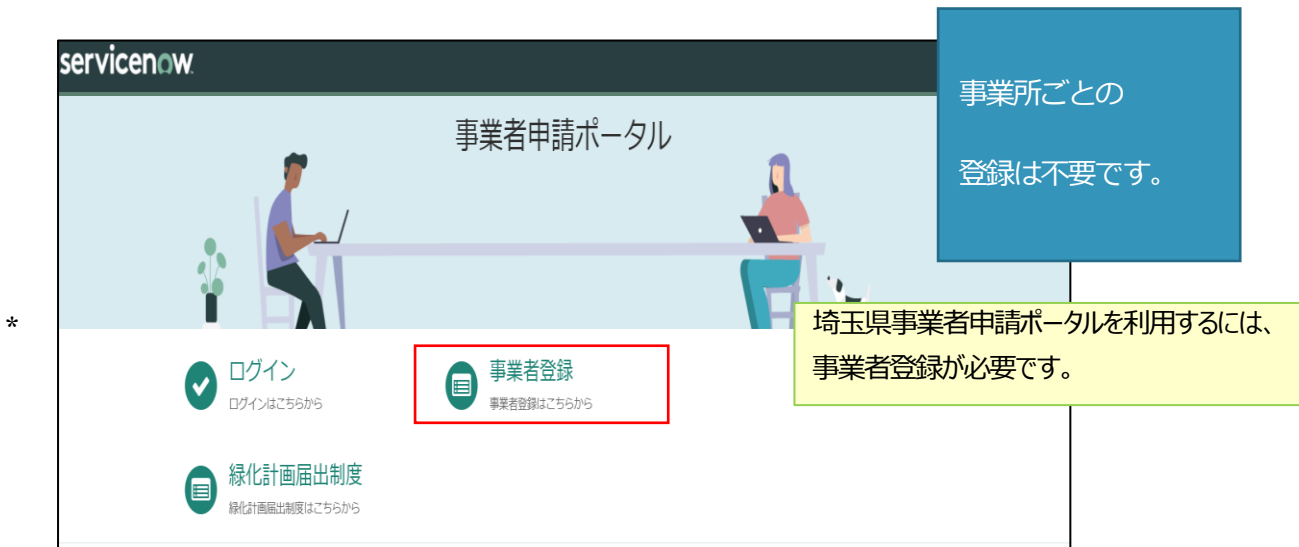 servicenow
事業者申請ポータル
事業所ごとの
登録は不要です。
*
埼玉県事業者申請ポータルを利用するには、
事業者登録が必要です。
ログイン
ログインはこちらから
事業者登録
事業者登録はこちらから
緑化計画届出制度
緑化計画届出制度はこちらから